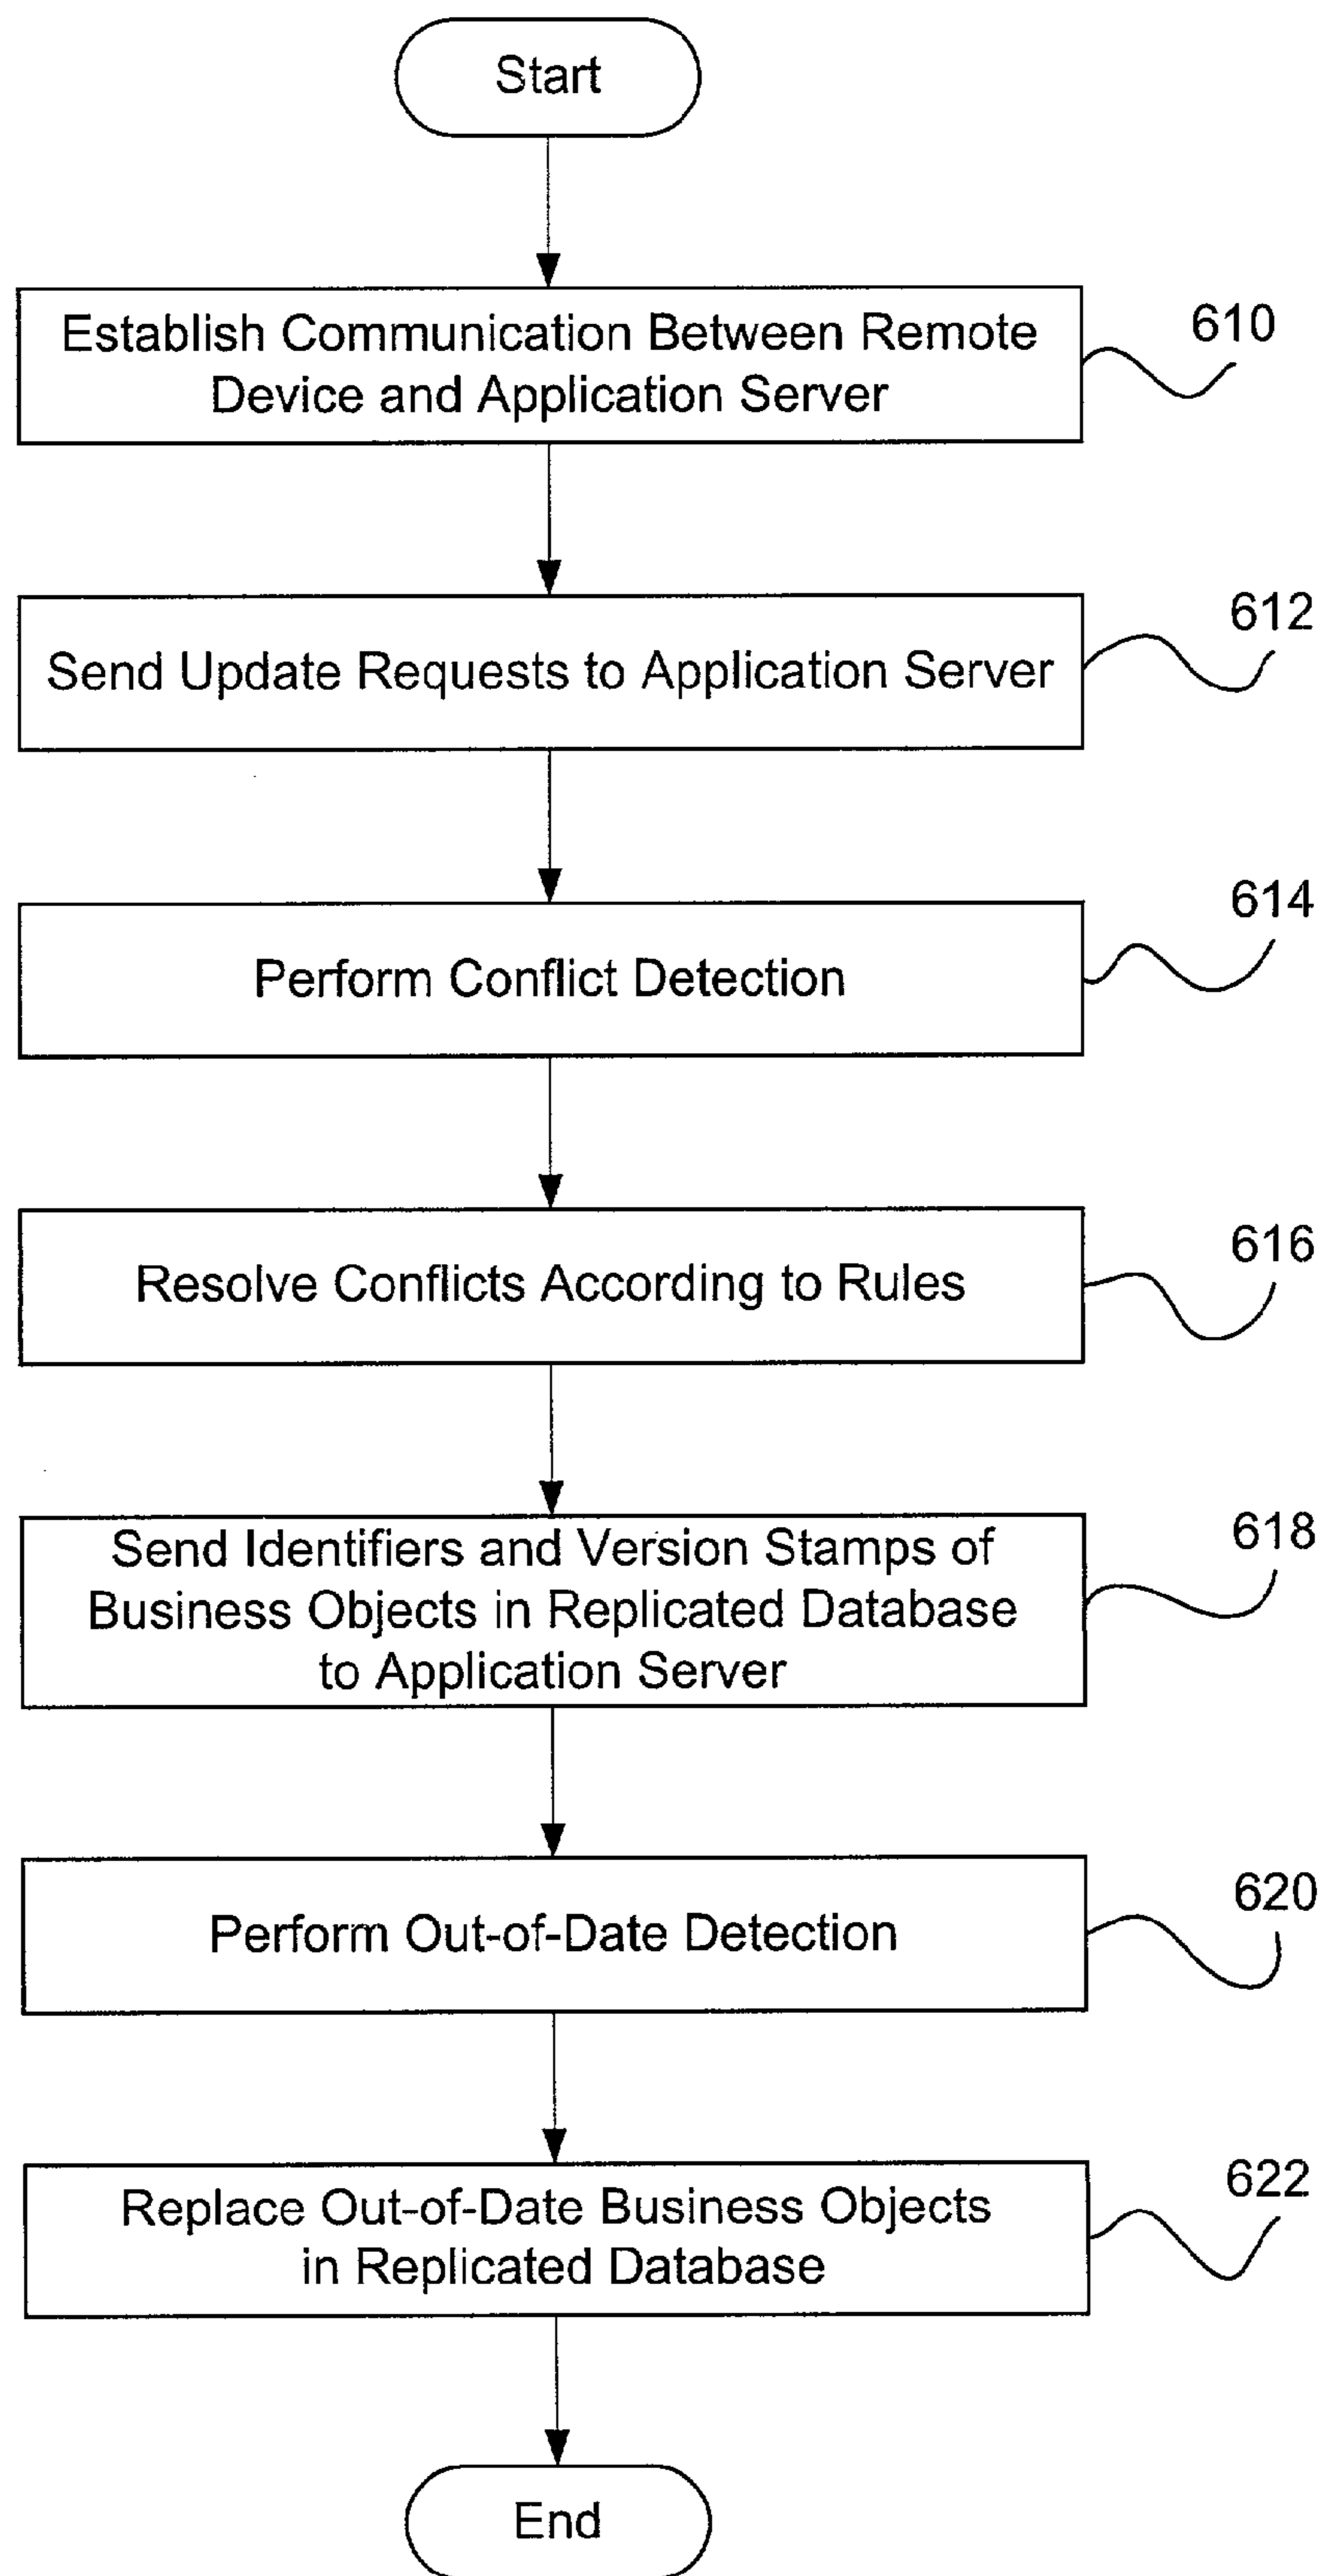 Start
Establish Communication Between Remote
Device and Application Server
610
Send Update Requests to Application Server
612
Perform Conflict Detection
614
Resolve Conflicts According to Rules
616
Send Identifiers and Version Stamps of
Business Objects in Replicated Database
to Application Server
618
Perform Out-of-Date Detection
620
Replace Out-of-Date Business Objects
in Replicated Database
622
End